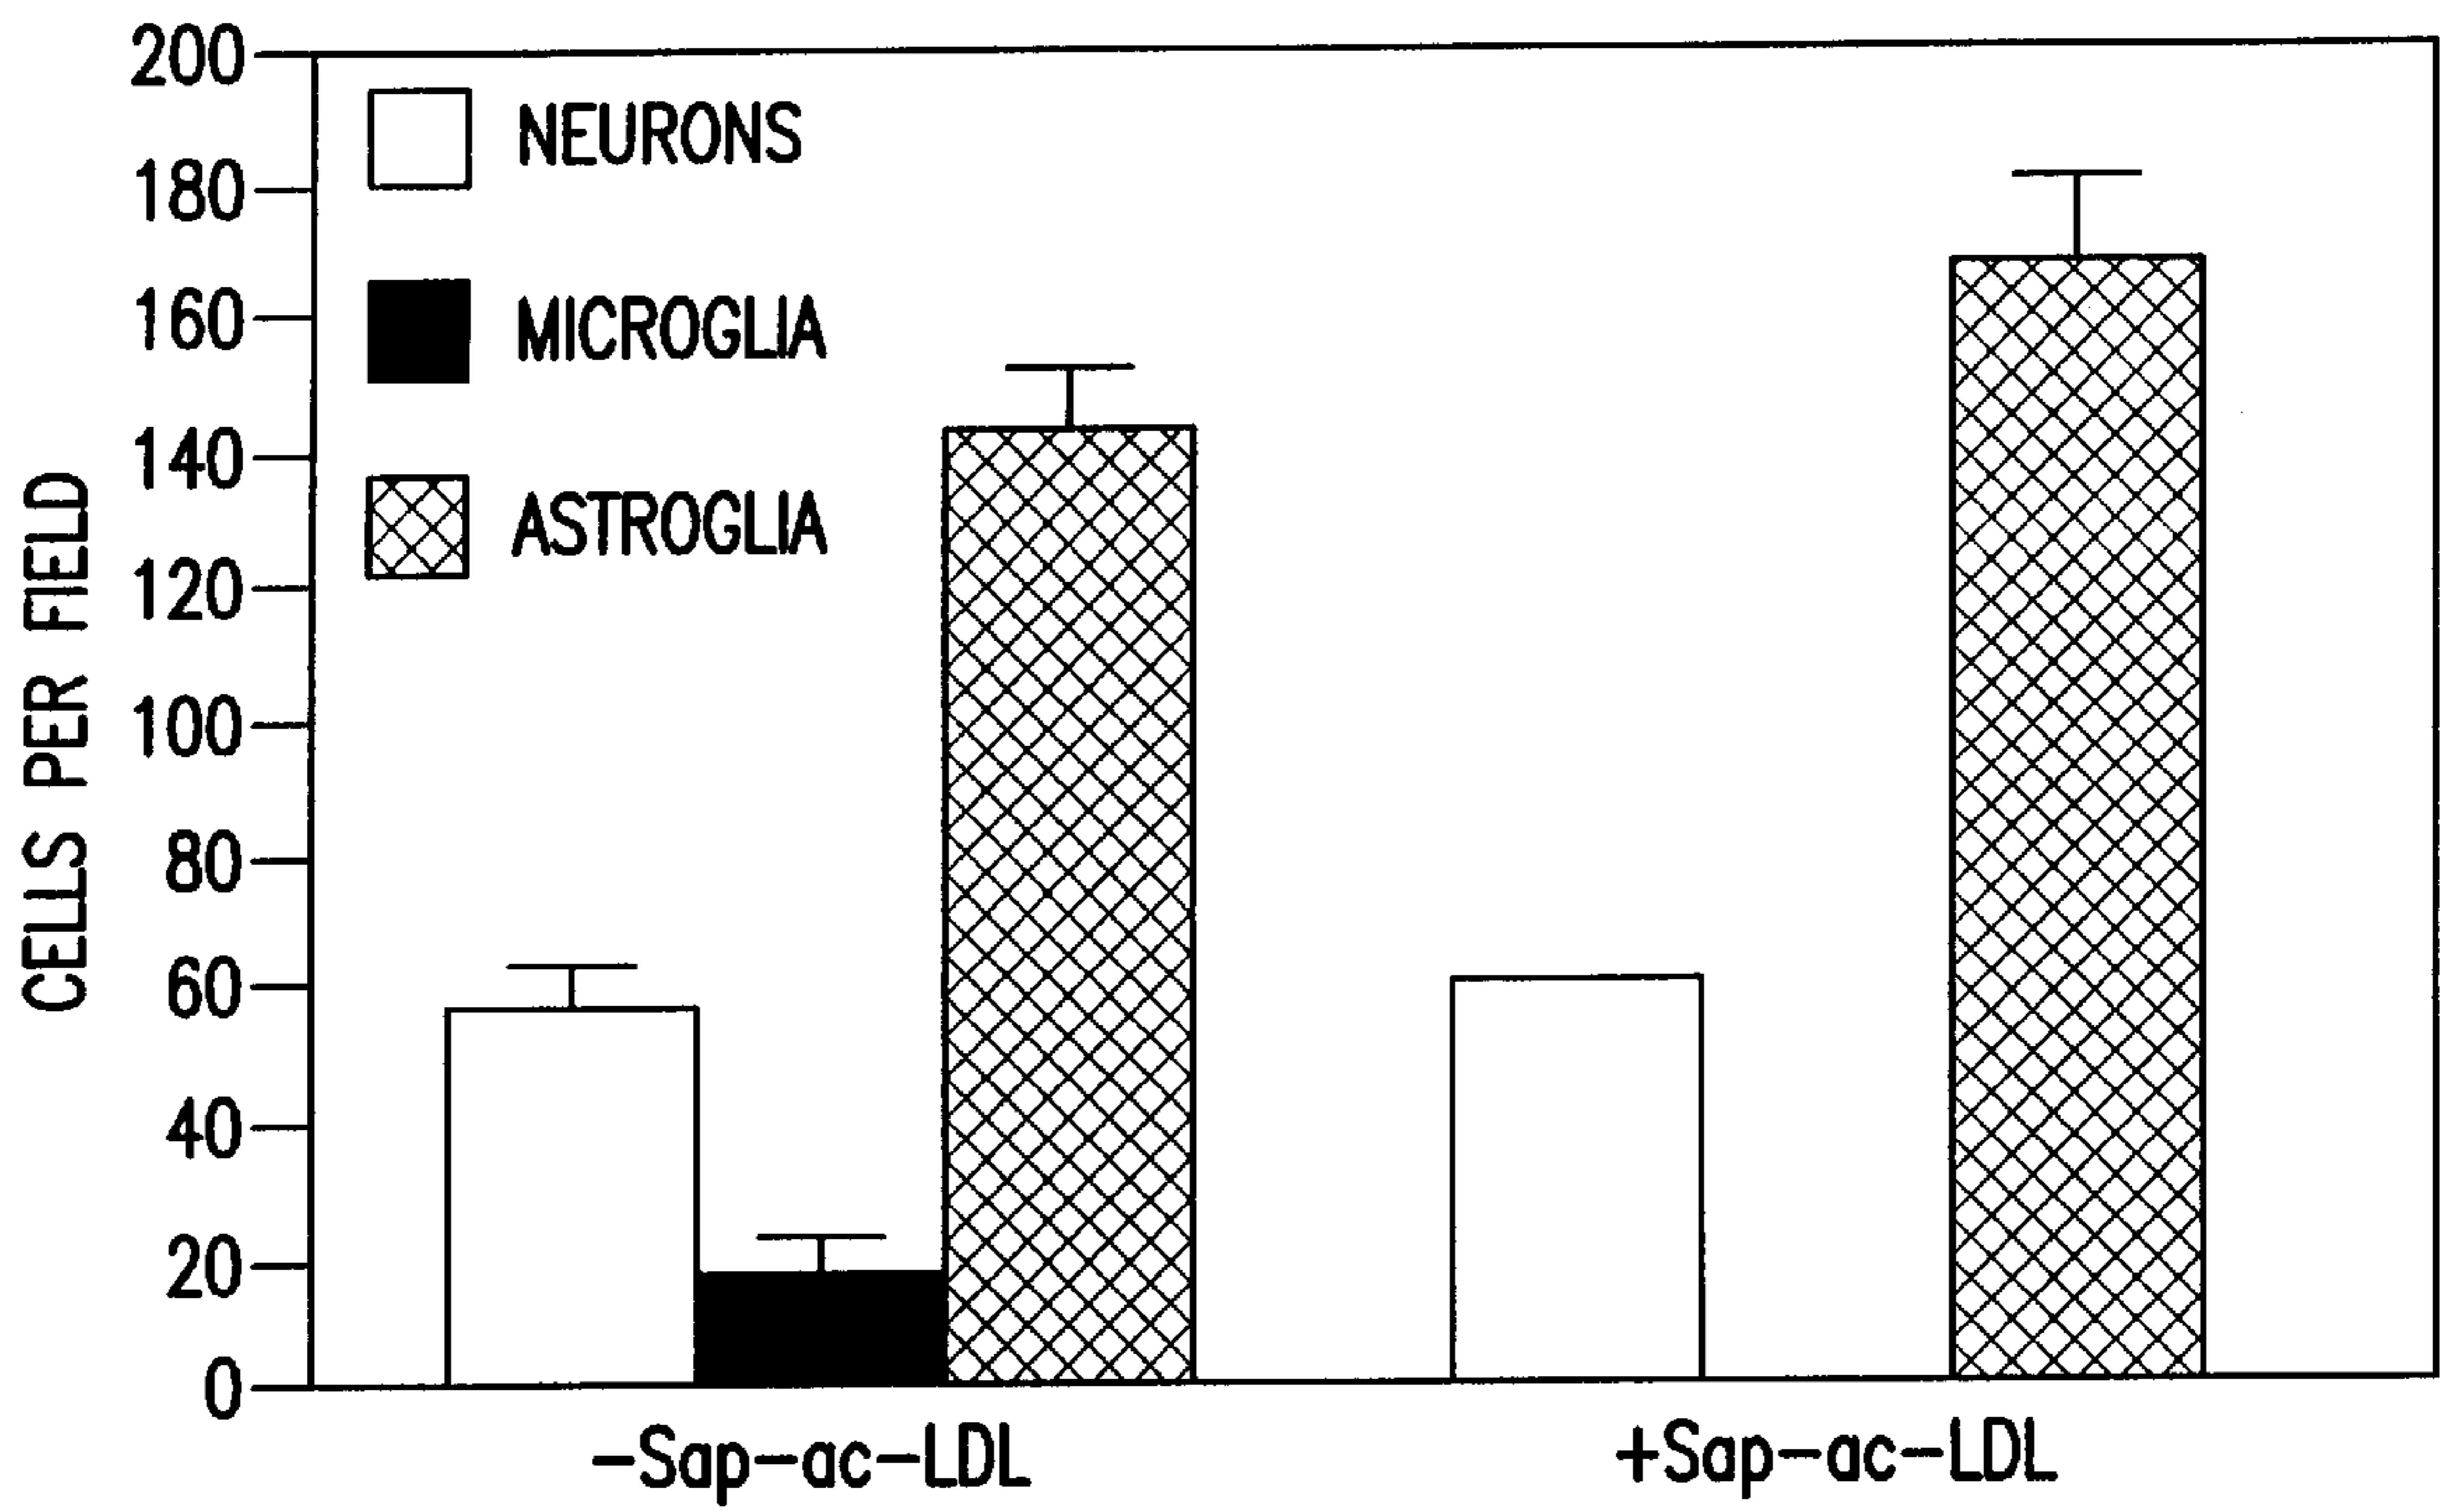 200
180
160
140
120
100
80
60
40
20
0
CELLS PER FIELD
NEURONS
MICROGLIA
ASTROGLIA
-Sap-ac-LDL
+Sap-ac-LDL